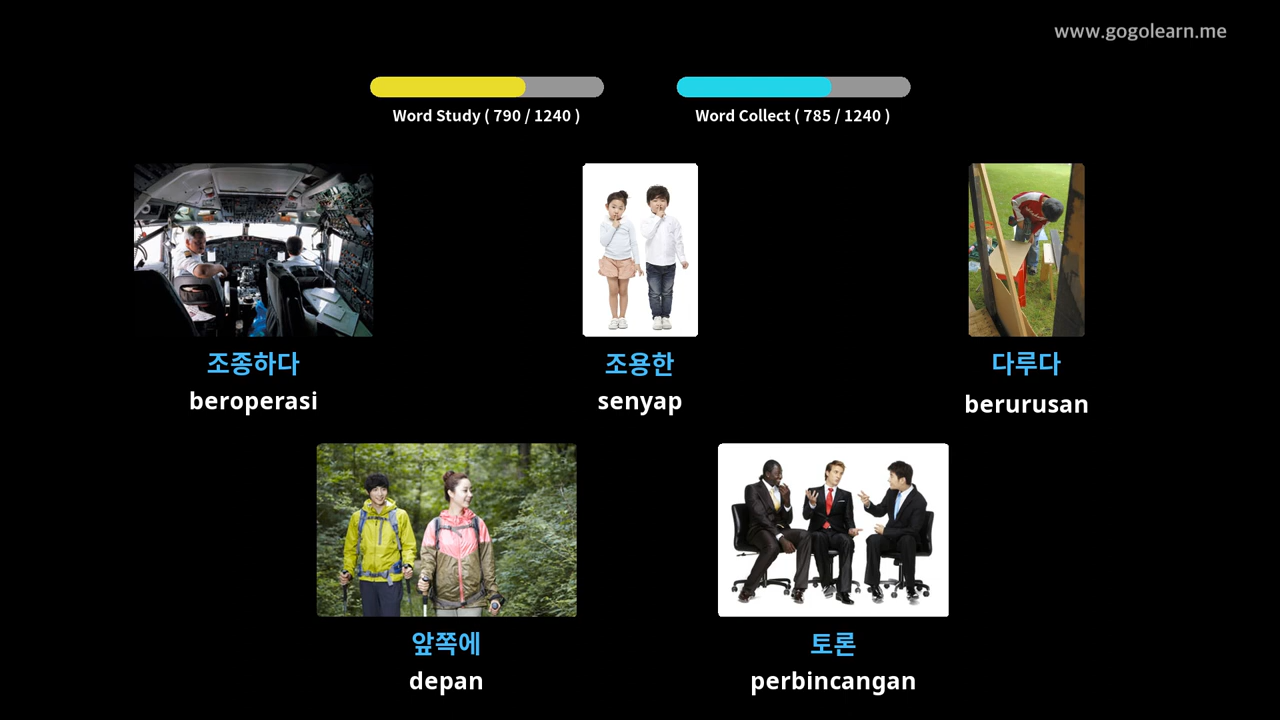 www.gogolearn.me
Word Study ( 790 / 1240 )
Word Collect ( 785 / 1240 )
조종하다
beroperasi
조용한
senyap
다루다
berurusan
앞쪽에
depan
토론
perbincangan